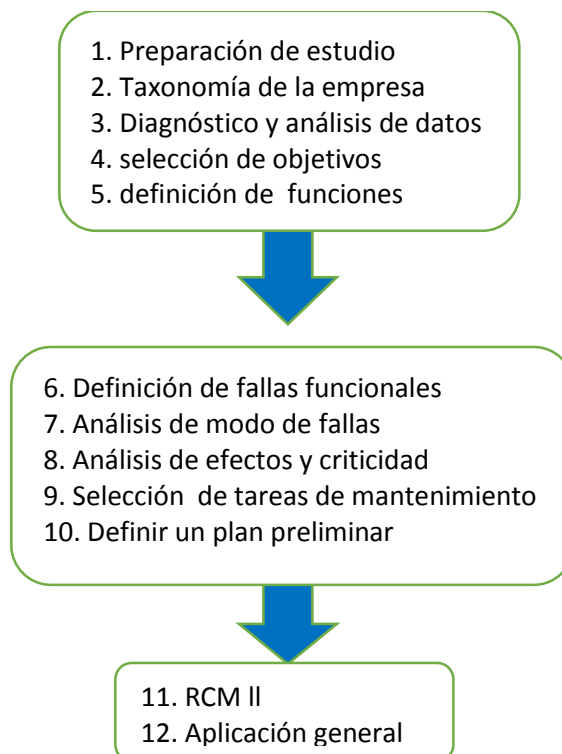 1. Preparación de estudio
2. Taxonomía de la empresa
3. Diagnóstico y análisis de datos
4. selección de objetivos
5. definición de  funciones
6. Definición de fallas funcionales
7. Análisis de modo de fallas
8. Análisis de efectos y criticidad
9. Selección  de tareas de mantenimiento
10. Definir un plan preliminar
11. RCM ll
12. Aplicación general